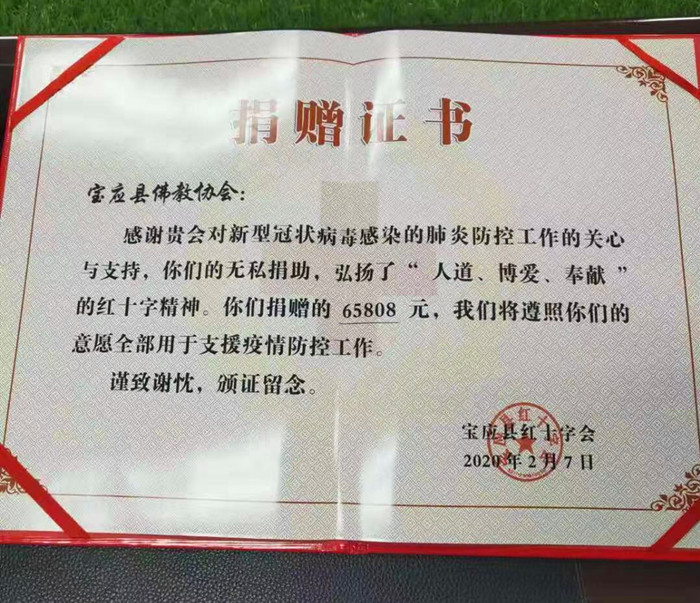 捐赠证书
宝应县佛教协会：
感谢贵会对新型冠状病毒感染的肺炎防控工作的关心
与支持，你们的无私捐助，弘扬了“人道、博爱、奉献”
的红十字精神。你们捐赠的 65808 元，我们将遵照你们的
意愿全部用于支援疫情防控工作。
谨致谢忱，颁证留念。
宝应县红十字会
2020年2月7日